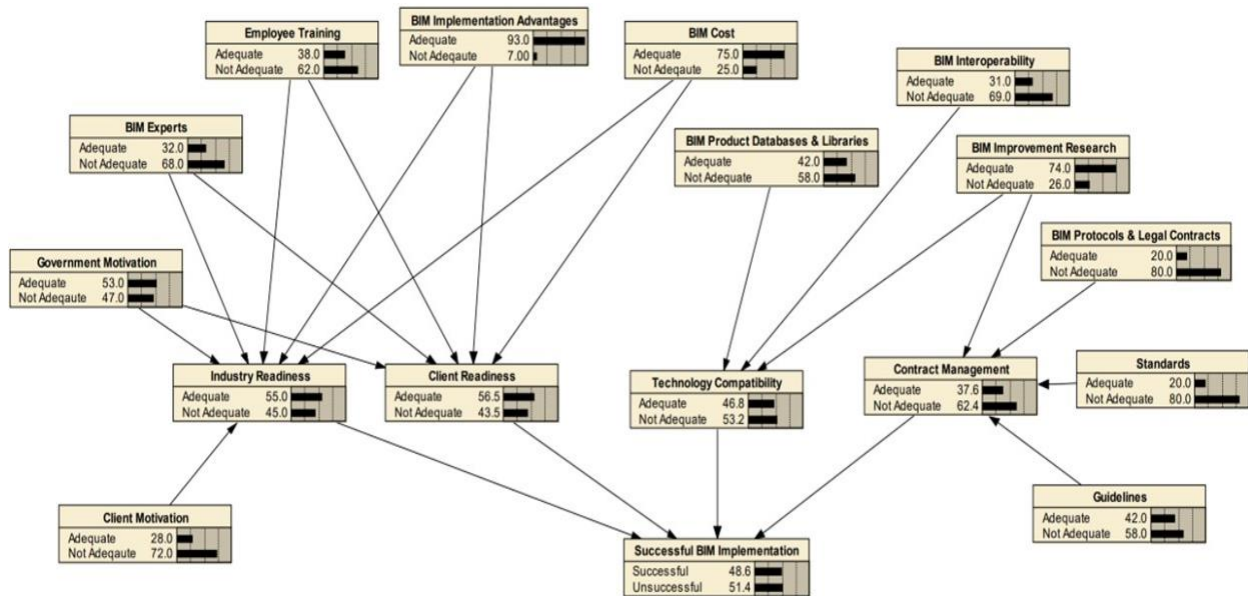 BIM Implementation Advantages
Adequate 93.0
Not Adequate 7.00
Employee Training
Adequate 38.0
Not Adequate 62.0
BIM Cost
Adequate 75.0
Not Adequate 25.0
BIM Interoperability
Adequate 31.0
Not Adequate 69.0
BIM Experts
Adequate 32.0
Not Adequate 68.0
BIM Product Databases & Libraries
Adequate 42.0
Not Adequate 58.0
BIM Improvement Research
Adequate 74.0
Not Adequate 26.0
BIM Protocols & Legal Contracts
Adequate 20.0
Not Adequate 80.0
Government Motivation
Adequate 53.0
Not Adeqaute 47.0
Industry Readiness
Adequate 55.0
Not Adequate 45.0
Client Readiness
Adequate 56.5
Not Adequate 43.5
Technology Compatibility
Adequate 46.8
Not Adequate 53.2
Contract Management
Adequate 37.6
Not Adequate 62.4
Standards
Adequate 20.0
Not Adequate 80.0
Client Motivation
Adequate 28.0
Not Adeqaute 72.0
Guidelines
Adequate 42.0
Not Adequate 58.0
Successful BIM Implementation
Successful 48.6
Unsuccessful 51.4